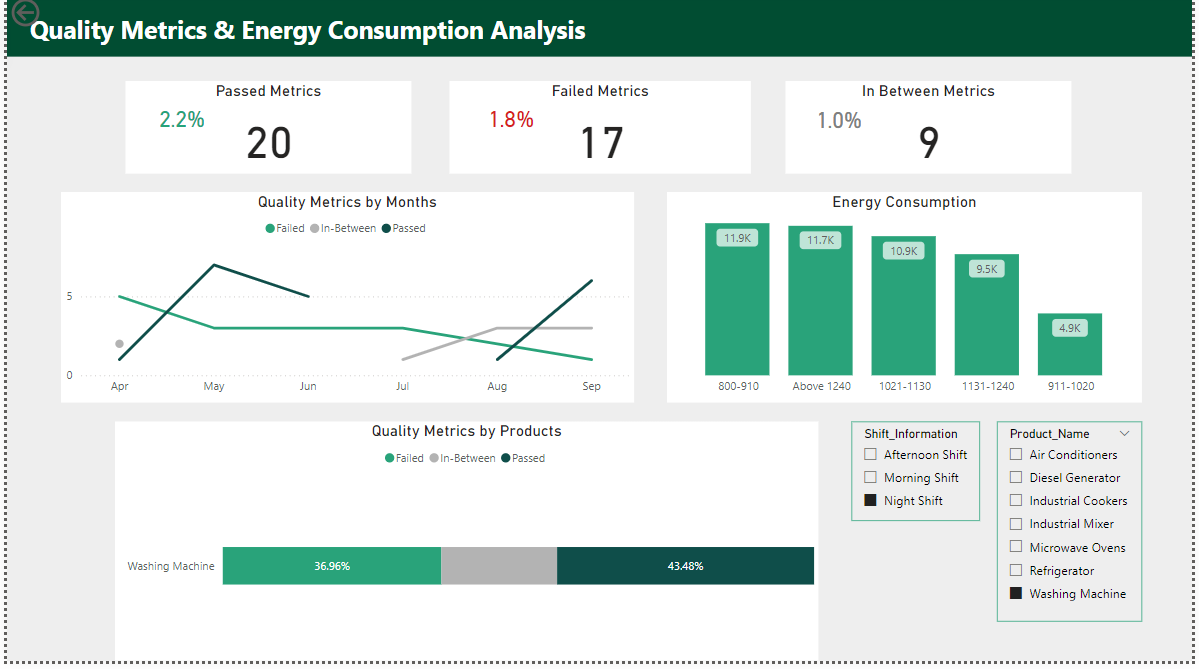 Quality Metrics & Energy Consumption Analysis
Passed Metrics
2.2%
20
Failed Metrics
1.8%
17
In Between Metrics
1.0%
9
Quality Metrics by Months
Failed In-Between Passed
5
0
Apr May Jun Jul Aug Sep
Energy Consumption
11.9K 11.7K 10.9K 9.5K 4.9K
800-910 Above 1240 1021-1130 1131-1240 911-1020
Quality Metrics by Products
Failed In-Between Passed
Washing Machine 36.96% 43.48%
Shift_Information
Afternoon Shift
Morning Shift
Night Shift
Product_Name
Air Conditioners
Diesel Generator
Industrial Cookers
Industrial Mixer
Microwave Ovens
Refrigerator
Washing Machine